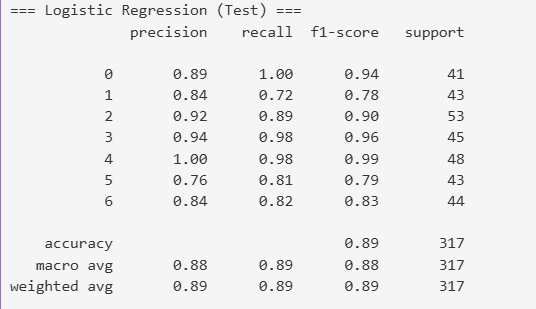 === Logistic Regression (Test) ===
precision recall f1-score support
0 0.89 1.00 0.94 41
1 0.84 0.72 0.78 43
2 0.92 0.89 0.90 53
3 0.94 0.98 0.96 45
4 1.00 0.98 0.99 48
5 0.76 0.81 0.79 43
6 0.84 0.82 0.83 44
accuracy 0.89 317
macro avg 0.88 0.89 0.88 317
weighted avg 0.89 0.89 0.89 317